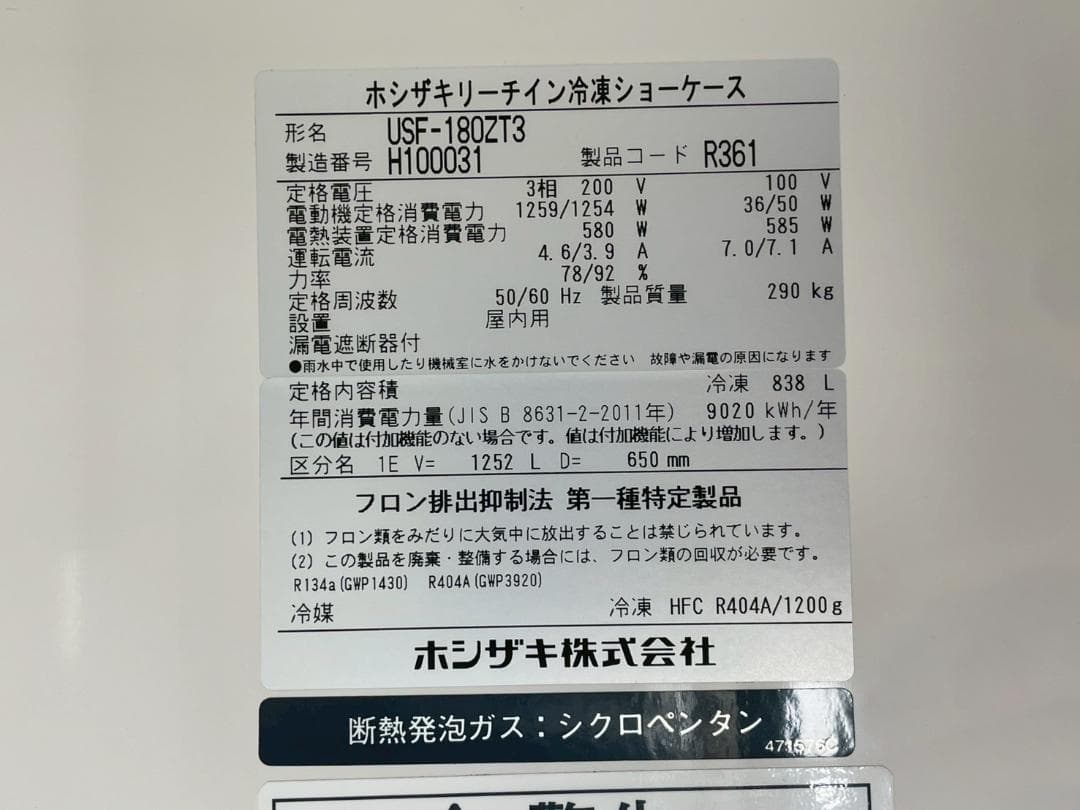 ホシザキリーチイン冷凍ショーケース
形名 USF-180ZT3
製造番号 H100031 製品コード R361
定格電圧 3相 200 V 100 V
電動機定格消費電力 1259/1254 W 36/50 W
電熱装置定格消費電力 580 W 585 W
運転電流 4.6/3.9 A 7.0/7.1 A
力率 78/92 %
定格周波数 50/60 Hz 製品質量 290 kg
設置 屋内用
漏電遮断器付
●雨水中で使用したり機械室に水をかけないでください 故障や漏電の原因になります
定格内容積 冷凍 838 L
年間消費電力量(JIS B 8631-2-2011年) 9020 kWh/年
(この値は付加機能のない場合です。値は付加機能により増加します。)
区分名 1E V= 1252 L D= 650 mm
フロン排出抑制法 第一種特定製品
(1) フロン類をみだりに大気中に放出することは禁じられています。
(2) この製品を廃棄・整備する場合には、フロン類の回収が必要です。
R134a(GWP1430) R404A(GWP3920)
冷媒 冷凍 HFC R404A/1200g
ホシザキ株式会社
断熱発泡ガス：シクロペンタン